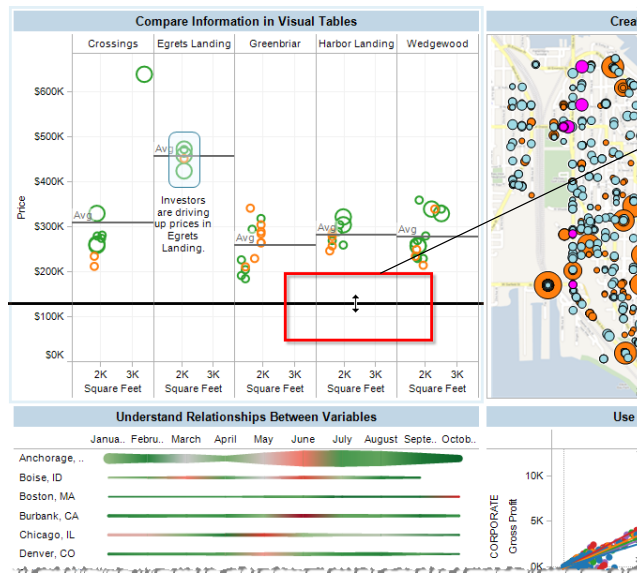 Compare Information in Visual Tables
Crea
Crossings
Egrets Landing
Greenbriar
Harbor Landing
Wedgewood
$600K
$500K
$400K
$300K
$200K
$100K
$0K
Price
Avg
Avg
Avg
Avg
Avg
Investors
are driving
up prices in
Egrets
Landing.
2K 3K
2K 3K
2K 3K
2K 3K
2K 3K
Square Feet
Square Feet
Square Feet
Square Feet
Square Feet
Understand Relationships Between Variables
Use
Janua.. Febru.. March April May June July August Septe.. Octob..
Anchorage, ..
Boise, ID
Boston, MA
Burbank, CA
Chicago, IL
Denver, CO
CORPORATE
Gross Profit
10K
5K
0K